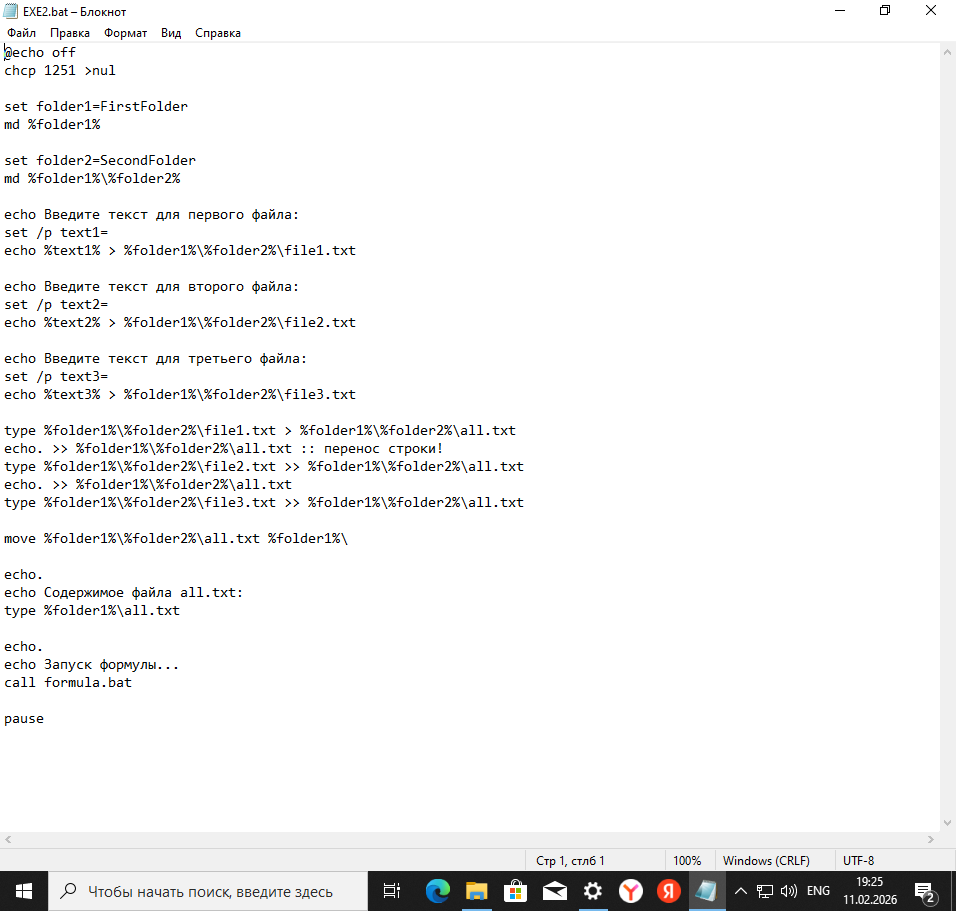 EXE2.bat – Блокнот
Файл Правка Формат Вид Справка
@echo off
chcp 1251 >nul
set folder1=FirstFolder
md %folder1%
set folder2=SecondFolder
md %folder1%\%folder2%
echo Введите текст для первого файла:
set /p text1=
echo %text1% > %folder1%\%folder2%\file1.txt
echo Введите текст для второго файла:
set /p text2=
echo %text2% > %folder1%\%folder2%\file2.txt
echo Введите текст для третьего файла:
set /p text3=
echo %text3% > %folder1%\%folder2%\file3.txt
type %folder1%\%folder2%\file1.txt > %folder1%\%folder2%\all.txt
echo. >> %folder1%\%folder2%\all.txt :: перенос строки!
type %folder1%\%folder2%\file2.txt >> %folder1%\%folder2%\all.txt
echo. >> %folder1%\%folder2%\all.txt
type %folder1%\%folder2%\file3.txt >> %folder1%\%folder2%\all.txt
move %folder1%\%folder2%\all.txt %folder1%\
echo.
echo Содержимое файла all.txt:
type %folder1%\all.txt
echo.
echo Запуск формулы...
call formula.bat
pause
Стр 1, стлб 1 100% Windows (CRLF) UTF-8
Чтобы начать поиск, введите здесь
Y Я
ENG
19:25
11.02.2026
2